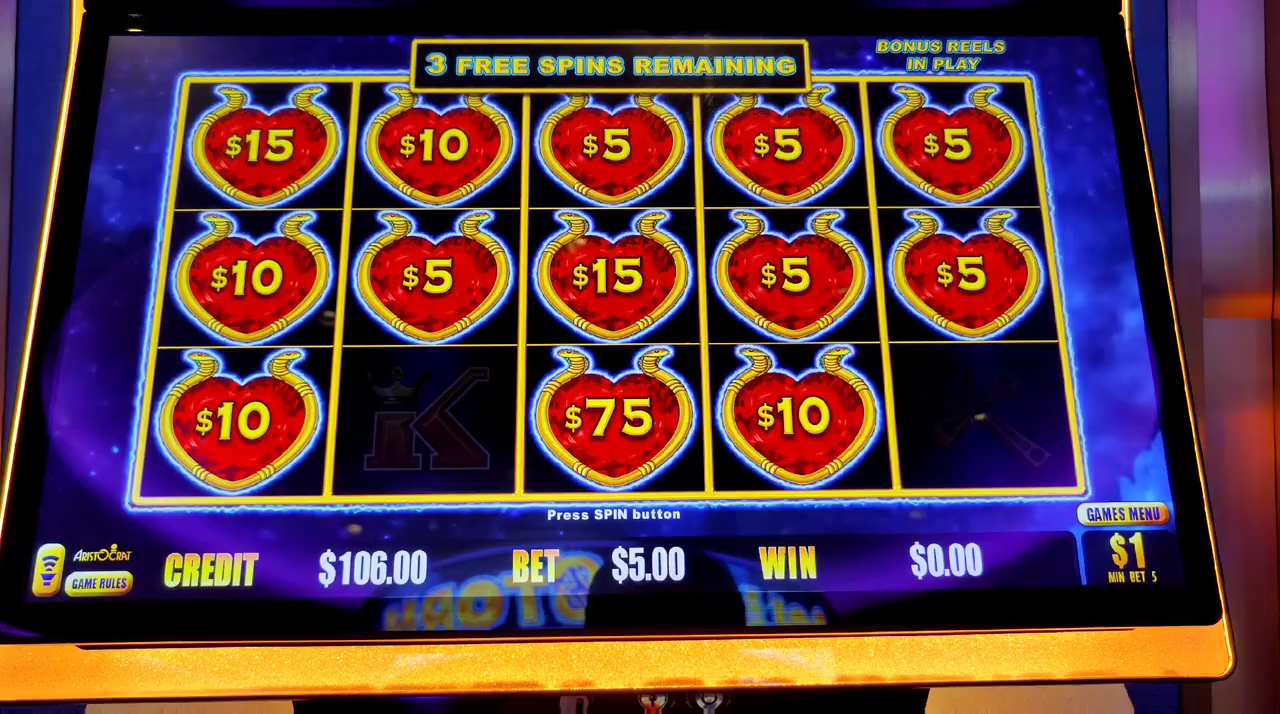 3 FREE SPINS REMAINING
BONUS REELS
IN PLAY
$15 $10 $5 $5 $5
$10 $5 $15 $5 $5
$10 K $75 $10
Press SPIN button
GAMES MENU
ARISTOCRAT
GAME RULES
CREDIT $106.00 BET $5.00 WIN $0.00
$1
MIN BET 5